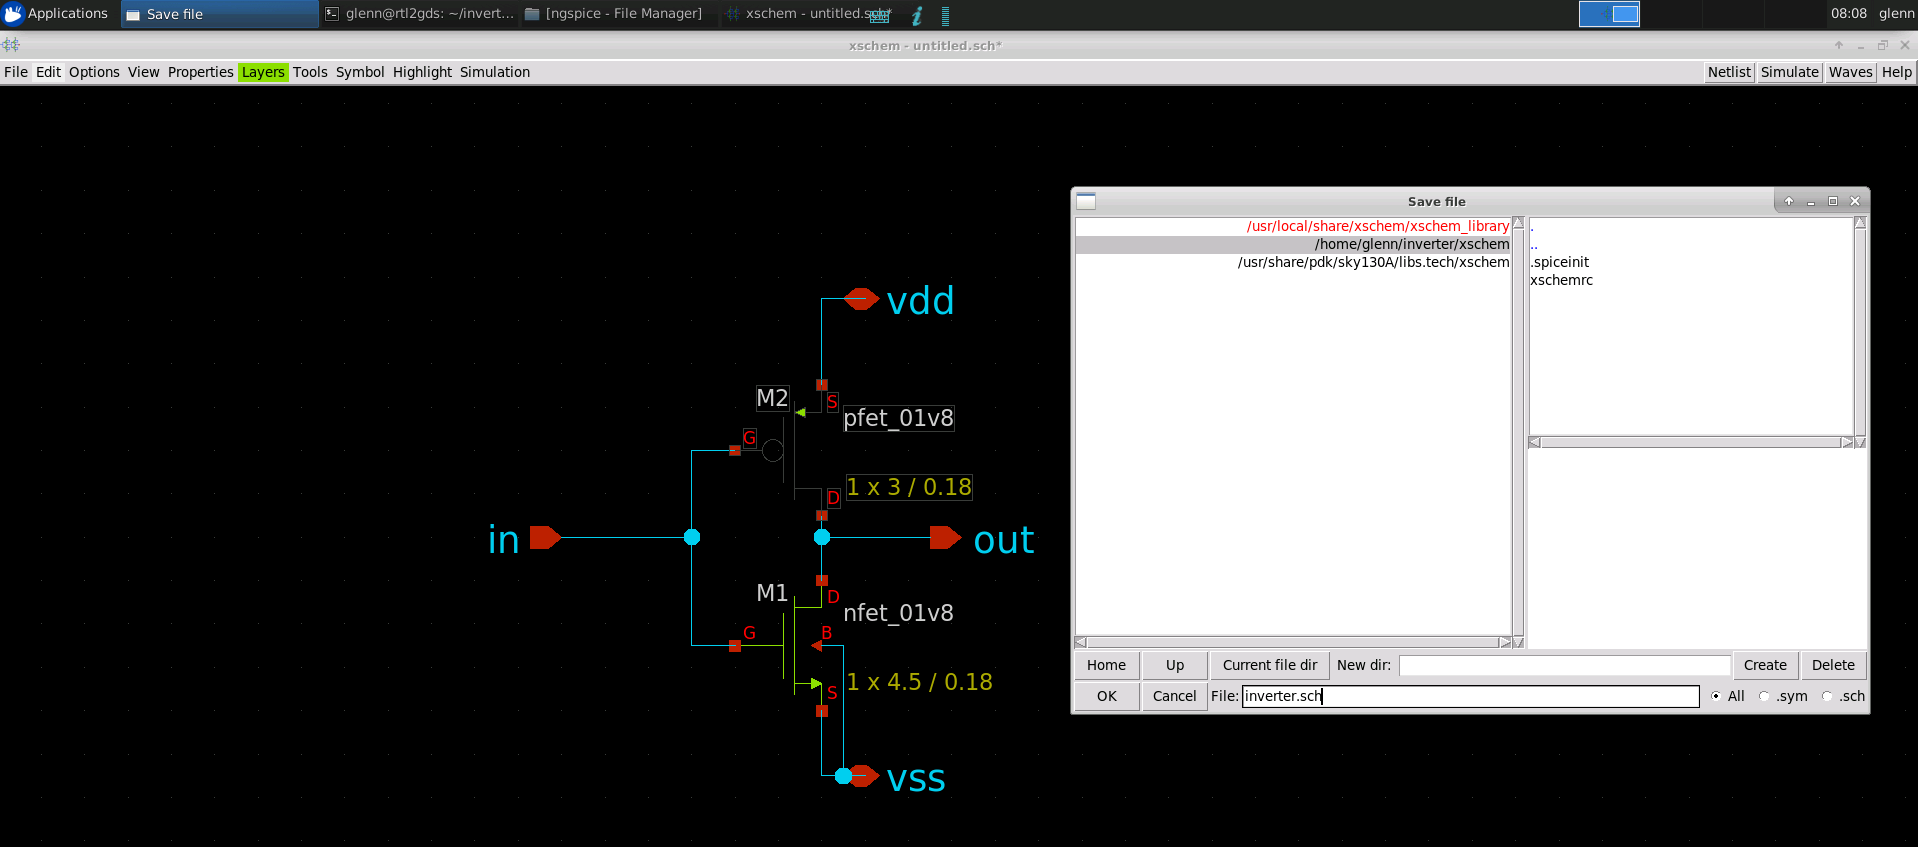 Applications
Save file
glenn@rtl2gds: ~/invert...
[ngspice - File Manager]
xschem - untitled.sch*
08:08
glenn
xschem - untitled.sch*
File Edit Options View Properties Layers Tools Symbol Highlight Simulation
Netlist Simulate Waves Help
vdd
M2
S
pfet_01v8
G
1 x 3 / 0.18
D
in
out
M1
D
nfet_01v8
G
B
1 x 4.5 / 0.18
S
vss
Save file
/usr/local/share/xschem/xschem_library
/home/glenn/inverter/xschem
/usr/share/pdk/sky130A/libs.tech/xschem
.
..
.spiceinit
xschemrc
Home Up Current file dir New dir: Create Delete
OK Cancel File: inverter.sch All .sym .sch